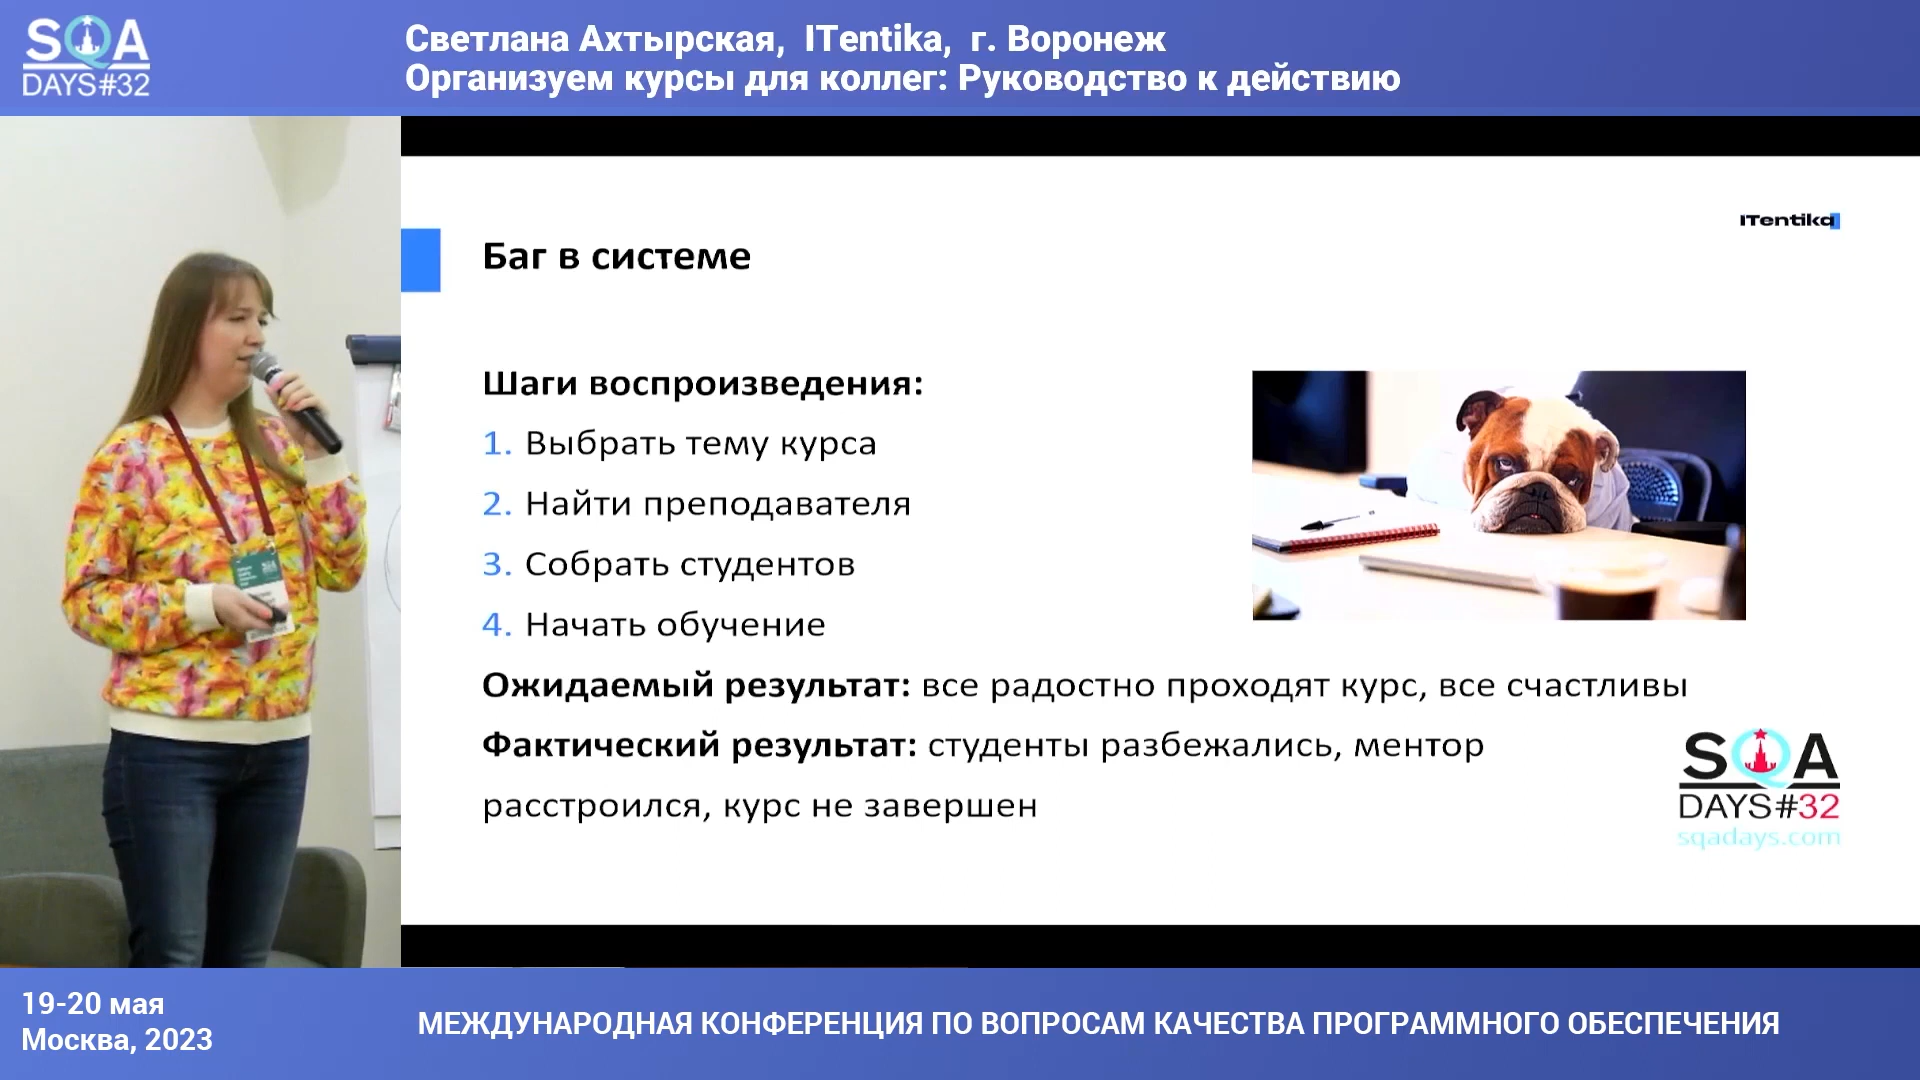 SQA
DAYS#32
Светлана Ахтырская, ITentika, г. Воронеж
Организуем курсы для коллег: Руководство к действию
ITentika
Баг в системе
Шаги воспроизведения:
1. Выбрать тему курса
2. Найти преподавателя
3. Собрать студентов
4. Начать обучение
Ожидаемый результат: все радостно проходят курс, все счастливы
Фактический результат: студенты разбежались, ментор
расстроился, курс не завершен
SQA
DAYS#32
sqadays.com
19-20 мая
Москва, 2023
МЕЖДУНАРОДНАЯ КОНФЕРЕНЦИЯ ПО ВОПРОСАМ КАЧЕСТВА ПРОГРАММНОГО ОБЕСПЕЧЕНИЯ